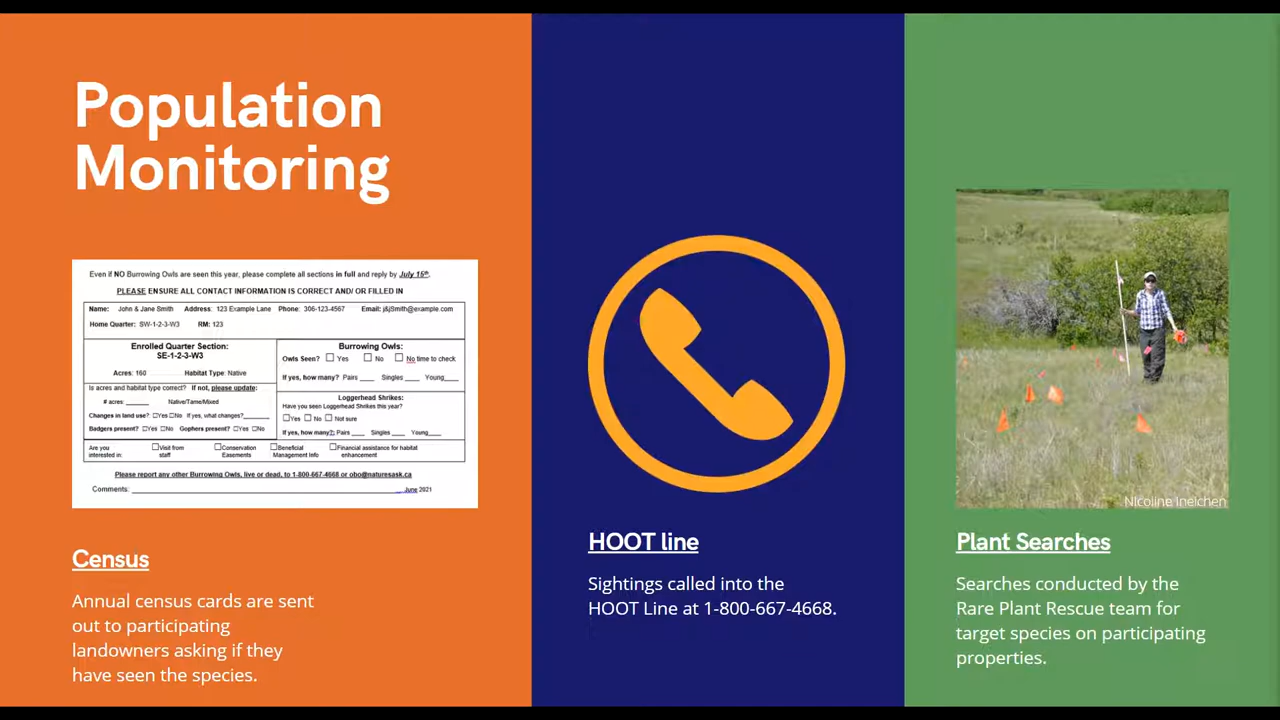 Population
Monitoring
Even if NO Burrowing Owls are seen this year, please complete all sections in full and reply by July 15th.
PLEASE ENSURE ALL CONTACT INFORMATION IS CORRECT AND/ OR FILLED IN
Name: John & Jane Smith Address: 123 Example Lane Phone: 306-123-4567 Email: j&jSmith@example.com
Home Quarter: SW-1-2-3-W3 RM: 123
Enrolled Quarter Section:
SE-1-2-3-W3
Acres: 160 Habitat Type: Native
Is acres and habitat type correct? If not, please update:
# acres: ______ Native/Tame/Mixed
Changes in land use? ☐Yes ☐No If yes, what changes?_______
Badgers present? ☐Yes ☐No Gophers present? ☐Yes ☐No
Burrowing Owls:
Owls Seen? ☐ Yes ☐ No ☐ No time to check
If yes, how many? Pairs ____ Singles ____ Young____
Loggerhead Shrikes:
Have you seen Loggerhead Shrikes this year?
☐Yes ☐ No ☐ Not sure
If yes, how many?: Pairs ____ Singles ____ Young____
Are you interested in: ☐Visit from staff ☐Conservation Easements ☐Beneficial Management Info ☐Financial assistance for habitat enhancement
Please report any other Burrowing Owls, live or dead, to 1-800-667-4668 or obo@naturesask.ca
Comments: ______ June 2021
Census
Annual census cards are sent
out to participating
landowners asking if they
have seen the species.
HOOT line
Sightings called into the
HOOT Line at 1-800-667-4668.
Nicoline Ineichen
Plant Searches
Searches conducted by the
Rare Plant Rescue team for
target species on participating
properties.